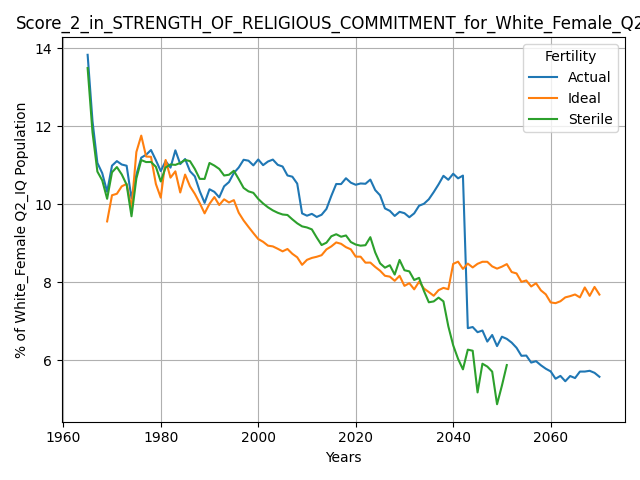 Score_2_in_STRENGTH_OF_RELIGIOUS_COMMITMENT_for_White_Female_Q2
14
12
10
8
6
% of White_Female Q2_IQ Population
Fertility
Actual
Ideal
Sterile
1960 1980 2000 2020 2040 2060
Years